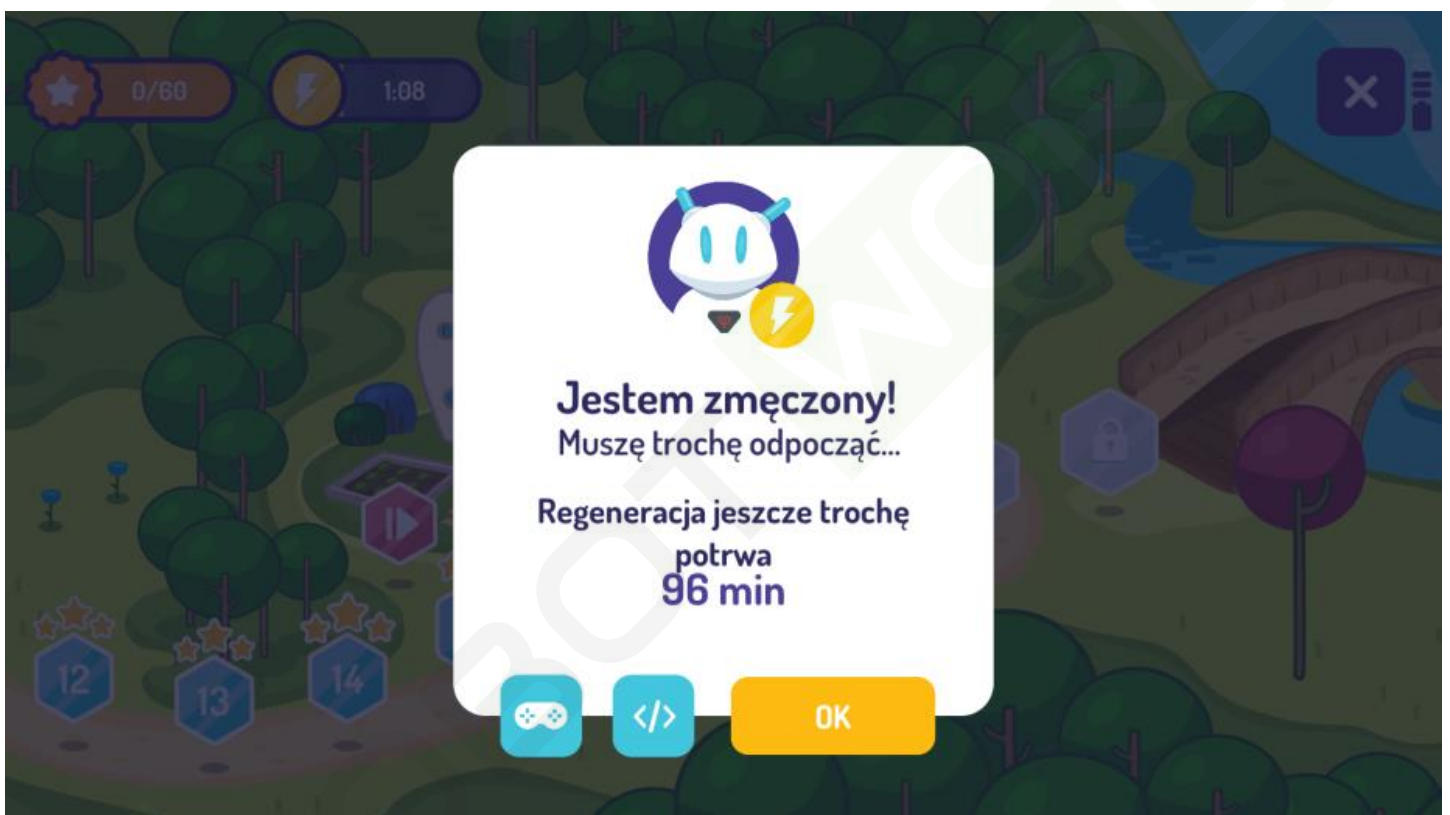 0/60
1:08
Jestem zmęczony!
Muszę trochę odpocząć...
Regeneracja jeszcze trochę
potrwa
96 min
12
13
14
</>
OK